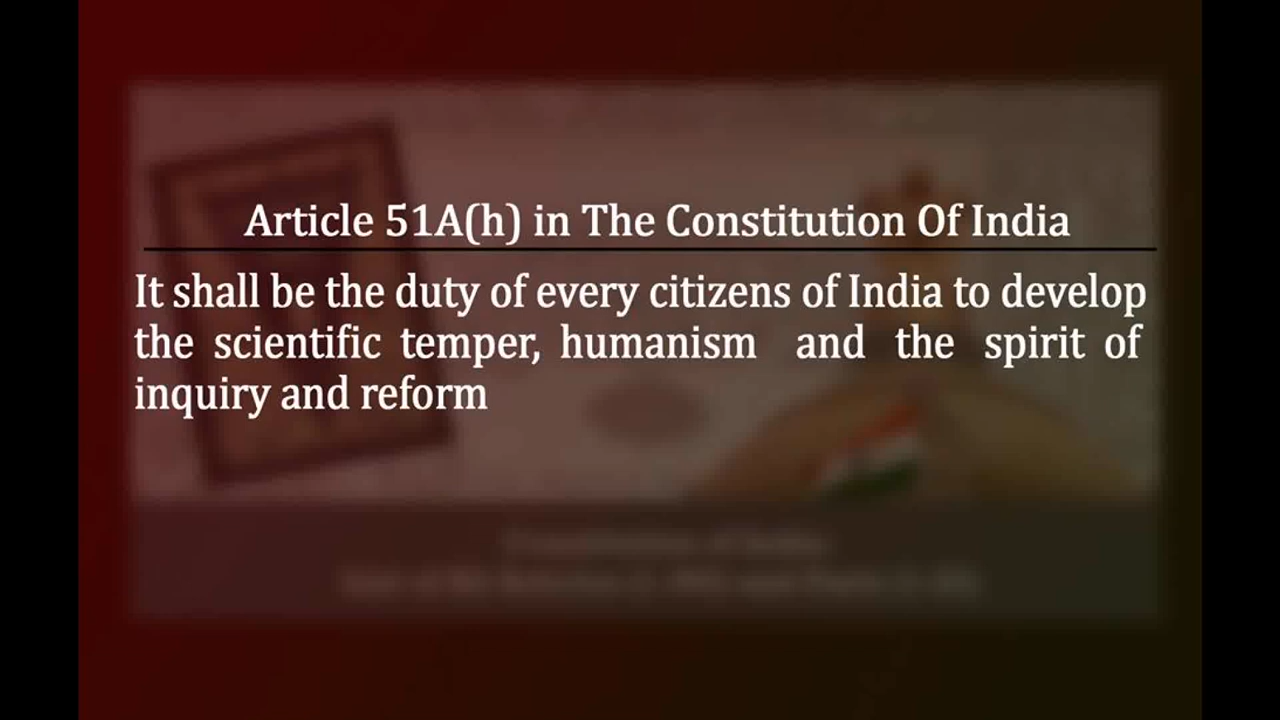 Article 51A(h) in The Constitution Of India
It shall be the duty of every citizens of India to develop
the scientific temper, humanism and the spirit of
inquiry and reform